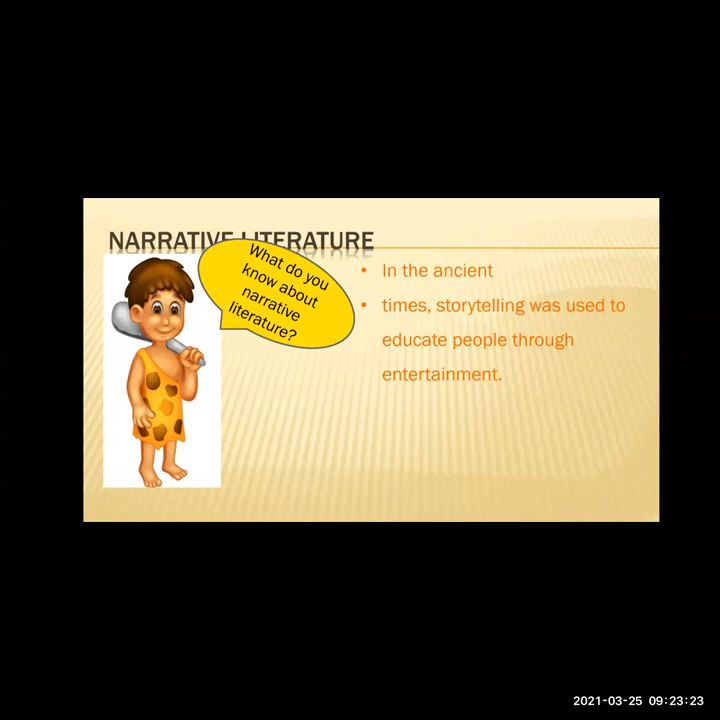 NARRATIVE LITERATURE
What do you
know about
narrative
literature?
• In the ancient
• times, storytelling was used to
educate people through
entertainment.
2021-03-25 09:23:23